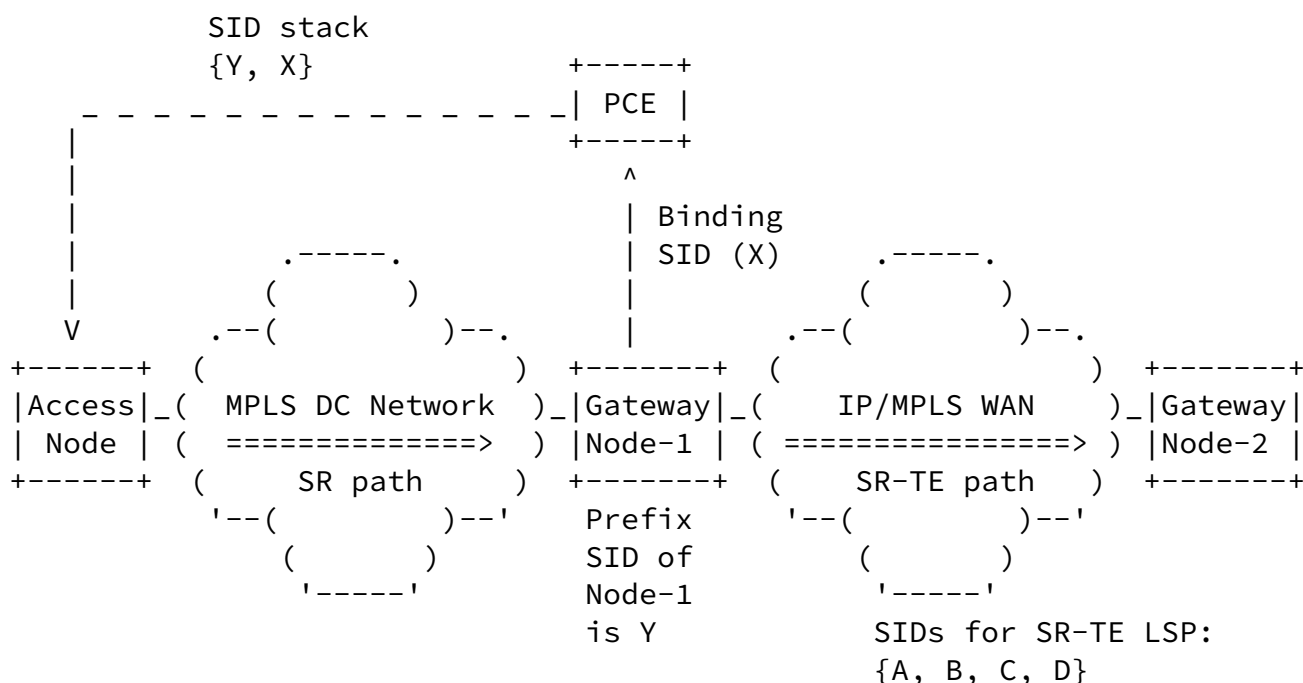 SID stack
{Y, X}
PCE
Binding
SID (X)
Access
Node
MPLS DC Network
SR path
Gateway
Node-1
IP/MPLS WAN
SR-TE path
Gateway
Node-2
Prefix
SID of
Node-1
is Y
SIDs for SR-TE LSP:
{A, B, C, D}